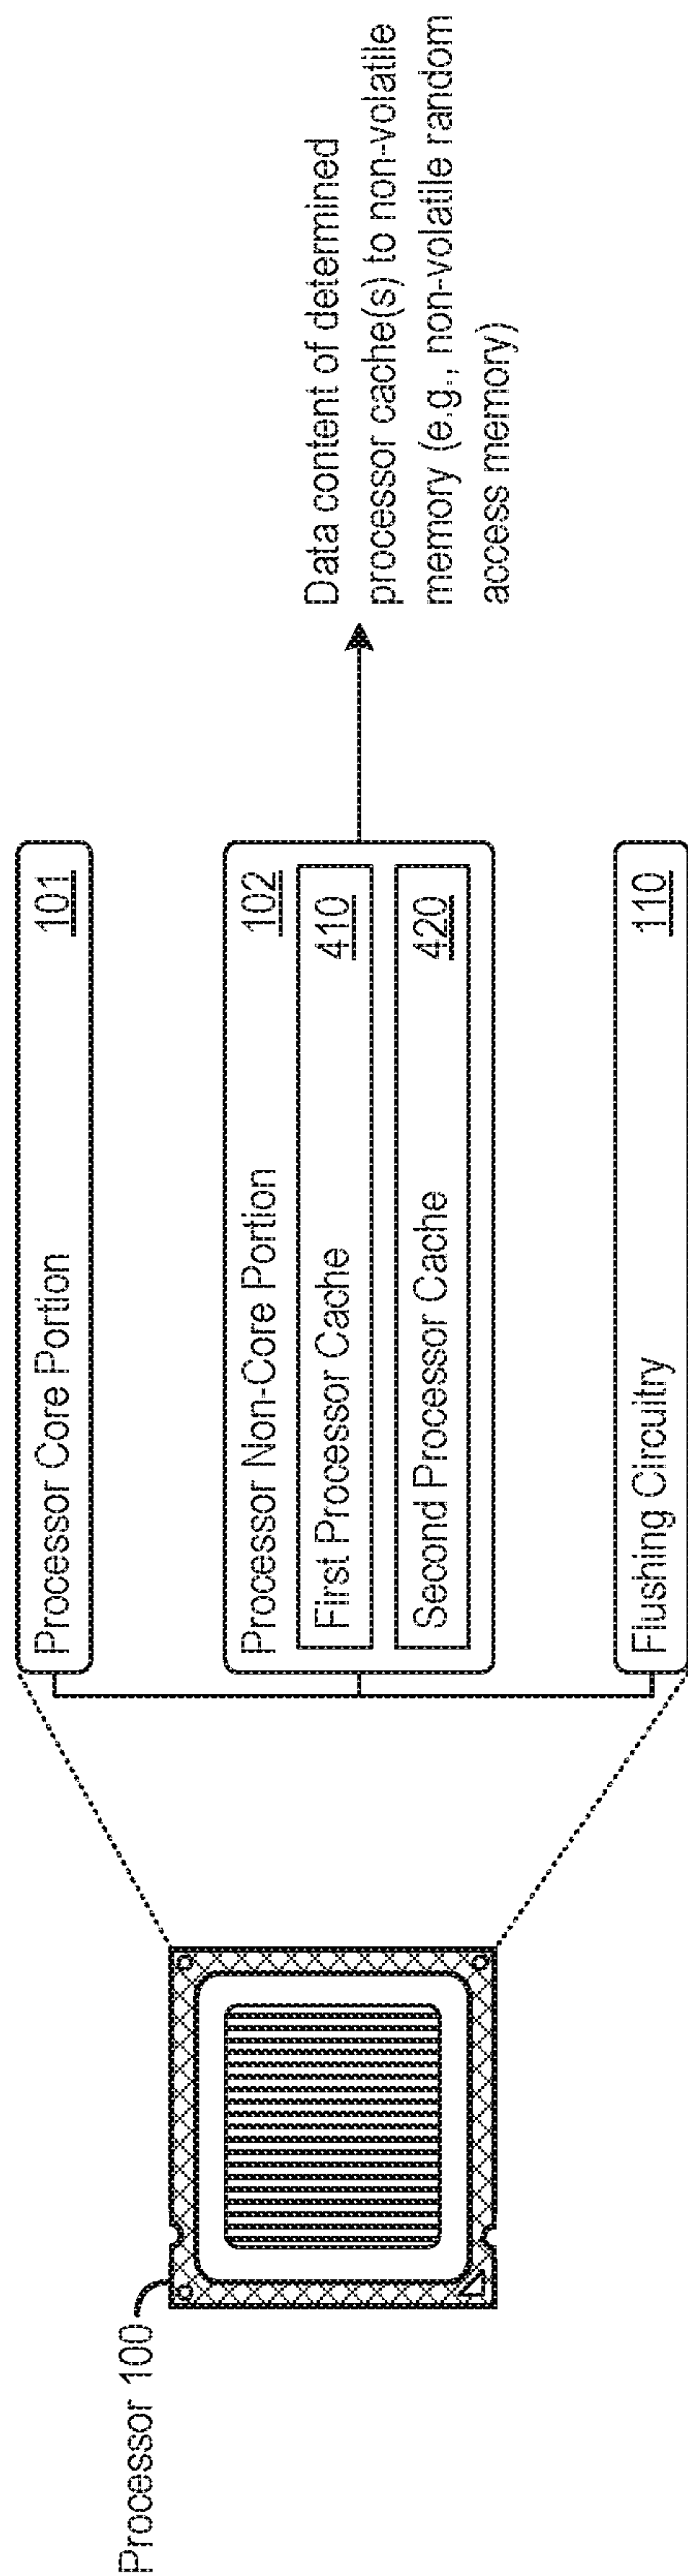 Processor 100
Processor Core Portion 101
Processor Non-Core Portion 102
First Processor Cache 410
Second Processor Cache 420
Flushing Circuitry 110
Data content of determined
processor cache(s) to non-volatile
memory (e.g., non-volatile random
access memory)